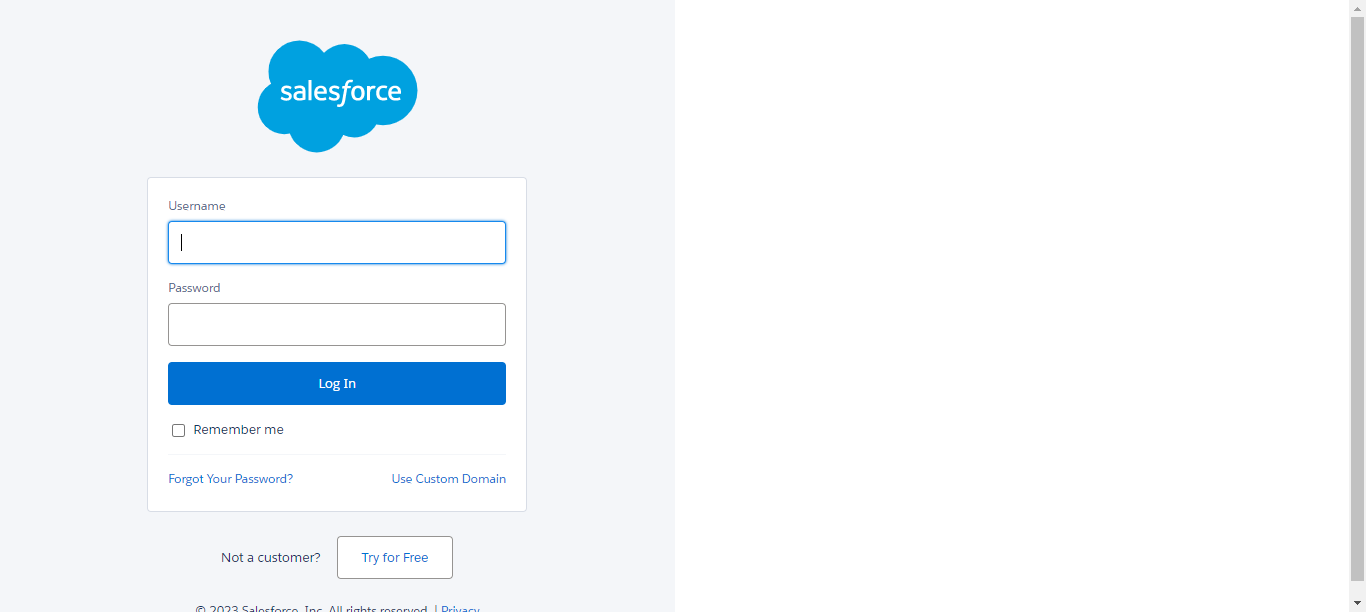 salesforce
Username
Password
Log In
Remember me
Forgot Your Password? Use Custom Domain
Not a customer? Try for Free
© 2023 Salesforce, Inc. All rights reserved. | Privacy